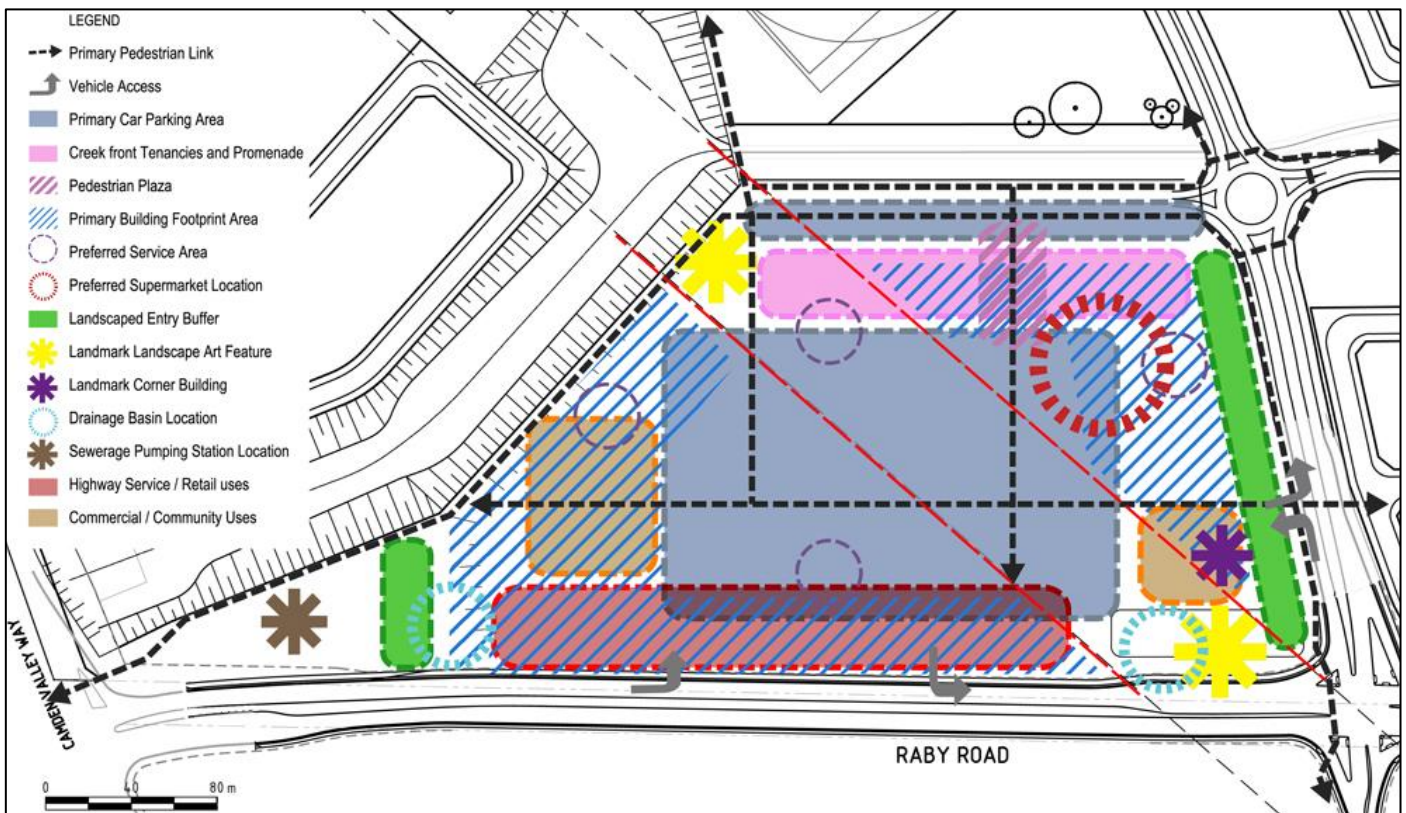 LEGEND
Primary Pedestrian Link
Vehicle Access
Primary Car Parking Area
Creek front Tenancies and Promenade
Pedestrian Plaza
Primary Building Footprint Area
Preferred Service Area
Preferred Supermarket Location
Landscaped Entry Buffer
Landmark Landscape Art Feature
Landmark Corner Building
Drainage Basin Location
Sewerage Pumping Station Location
Highway Service / Retail uses
Commercial / Community Uses
CAMDEN VALLEY WAY
RABY ROAD
0 40 80 m